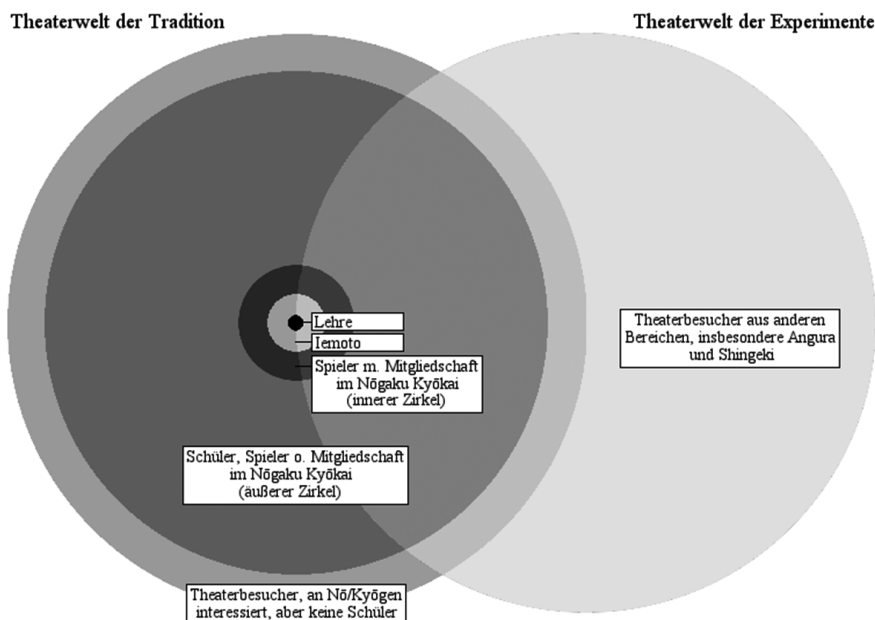 Theaterwelt der Tradition
Theaterwelt der Experimente
Lehre
Iemoto
Spieler m. Mitgliedschaft
im Nōgaku Kyōkai
(innerer Zirkel)
Theaterbesucher aus anderen
Bereichen, insbesondere Angura
und Shingeki
Schüler, Spieler o. Mitgliedschaft
im Nōgaku Kyōkai
(äußerer Zirkel)
Theaterbesucher, an Nō/Kyōgen
interessiert, aber keine Schüler